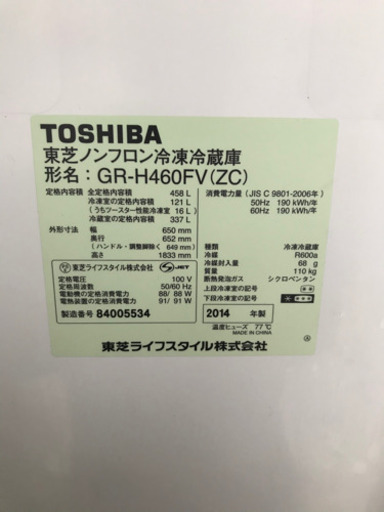 TOSHIBA
東芝ノンフロン冷凍冷蔵庫
形名：GR-H460FV(ZC)
定格内容積 全定格内容積 458 L
冷凍室の定格内容積 121 L
(うちツースター性能冷凍室 16 L)
冷蔵室の定格内容積 337 L
外形寸法 幅 650 mm
奥行 652 mm
(ハンドル・調整脚除く 649 mm)
高さ 1833 mm
東芝ライフスタイル株式会社 JET
定格電圧 100 V
定格周波数 50/60 Hz
電動機の定格消費電力 88/ 88 W
電熱装置の定格消費電力 91/ 91 W
製造番号 84005534
消費電力量 (JIS C 9801-2006年)
50Hz 190 kWh/年
60Hz 190 kWh/年
種類 冷凍冷蔵庫
冷媒 R600a
冷媒封入量 68 g
質量 110 kg
断熱発泡ガス シクロペンタン
上段冷凍室の記号
下段冷凍室の記号
2014 年製
温度ヒューズ 77℃
MADE IN CHINA
東芝ライフスタイル株式会社
Ⓐ